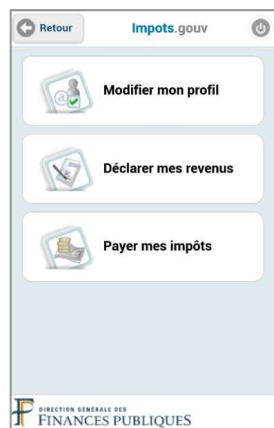 Retour
Impots.gouv
@
Modifier mon profil
Déclarer mes revenus
Payer mes impôts
DIRECTION GÉNÉRALE DES
FINANCES PUBLIQUES